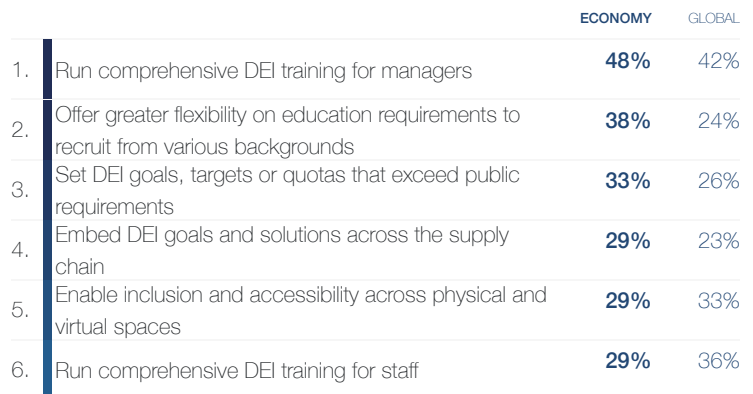 ECONOMY GLOBAL
1. Run comprehensive DEI training for managers 48% 42%
2. Offer greater flexibility on education requirements to
recruit from various backgrounds 38% 24%
3. Set DEI goals, targets or quotas that exceed public
requirements 33% 26%
4. Embed DEI goals and solutions across the supply
chain 29% 23%
5. Enable inclusion and accessibility across physical and
virtual spaces 29% 33%
6. Run comprehensive DEI training for staff 29% 36%